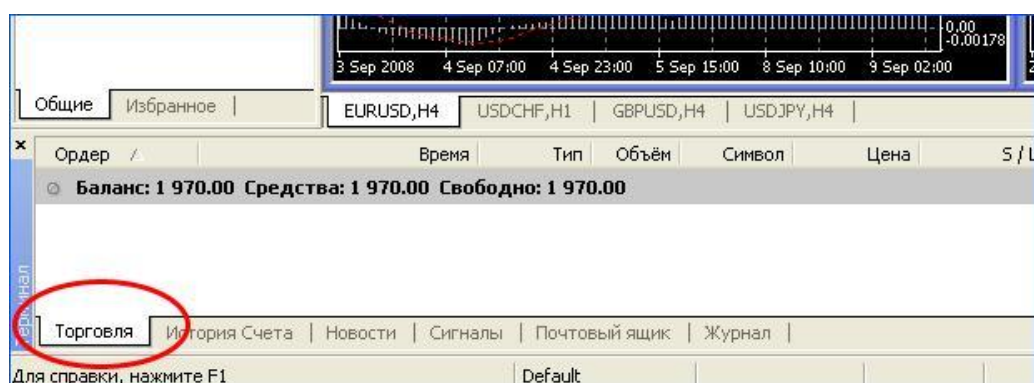 0.00
-0.00178
3 Sep 2008 4 Sep 07:00 4 Sep 23:00 5 Sep 15:00 8 Sep 10:00 9 Sep 02:00
Общие Избранное | EURUSD,H4 USDCHF,H1 | GBPUSD,H4 | USDJPY,H4 |
Ордер Время Тип Объём Символ Цена S / L
Баланс: 1 970.00 Средства: 1 970.00 Свободно: 1 970.00
Терминал
Торговля История Счета | Новости | Сигналы | Почтовый ящик | Журнал |
Для справки, нажмите F1 Default